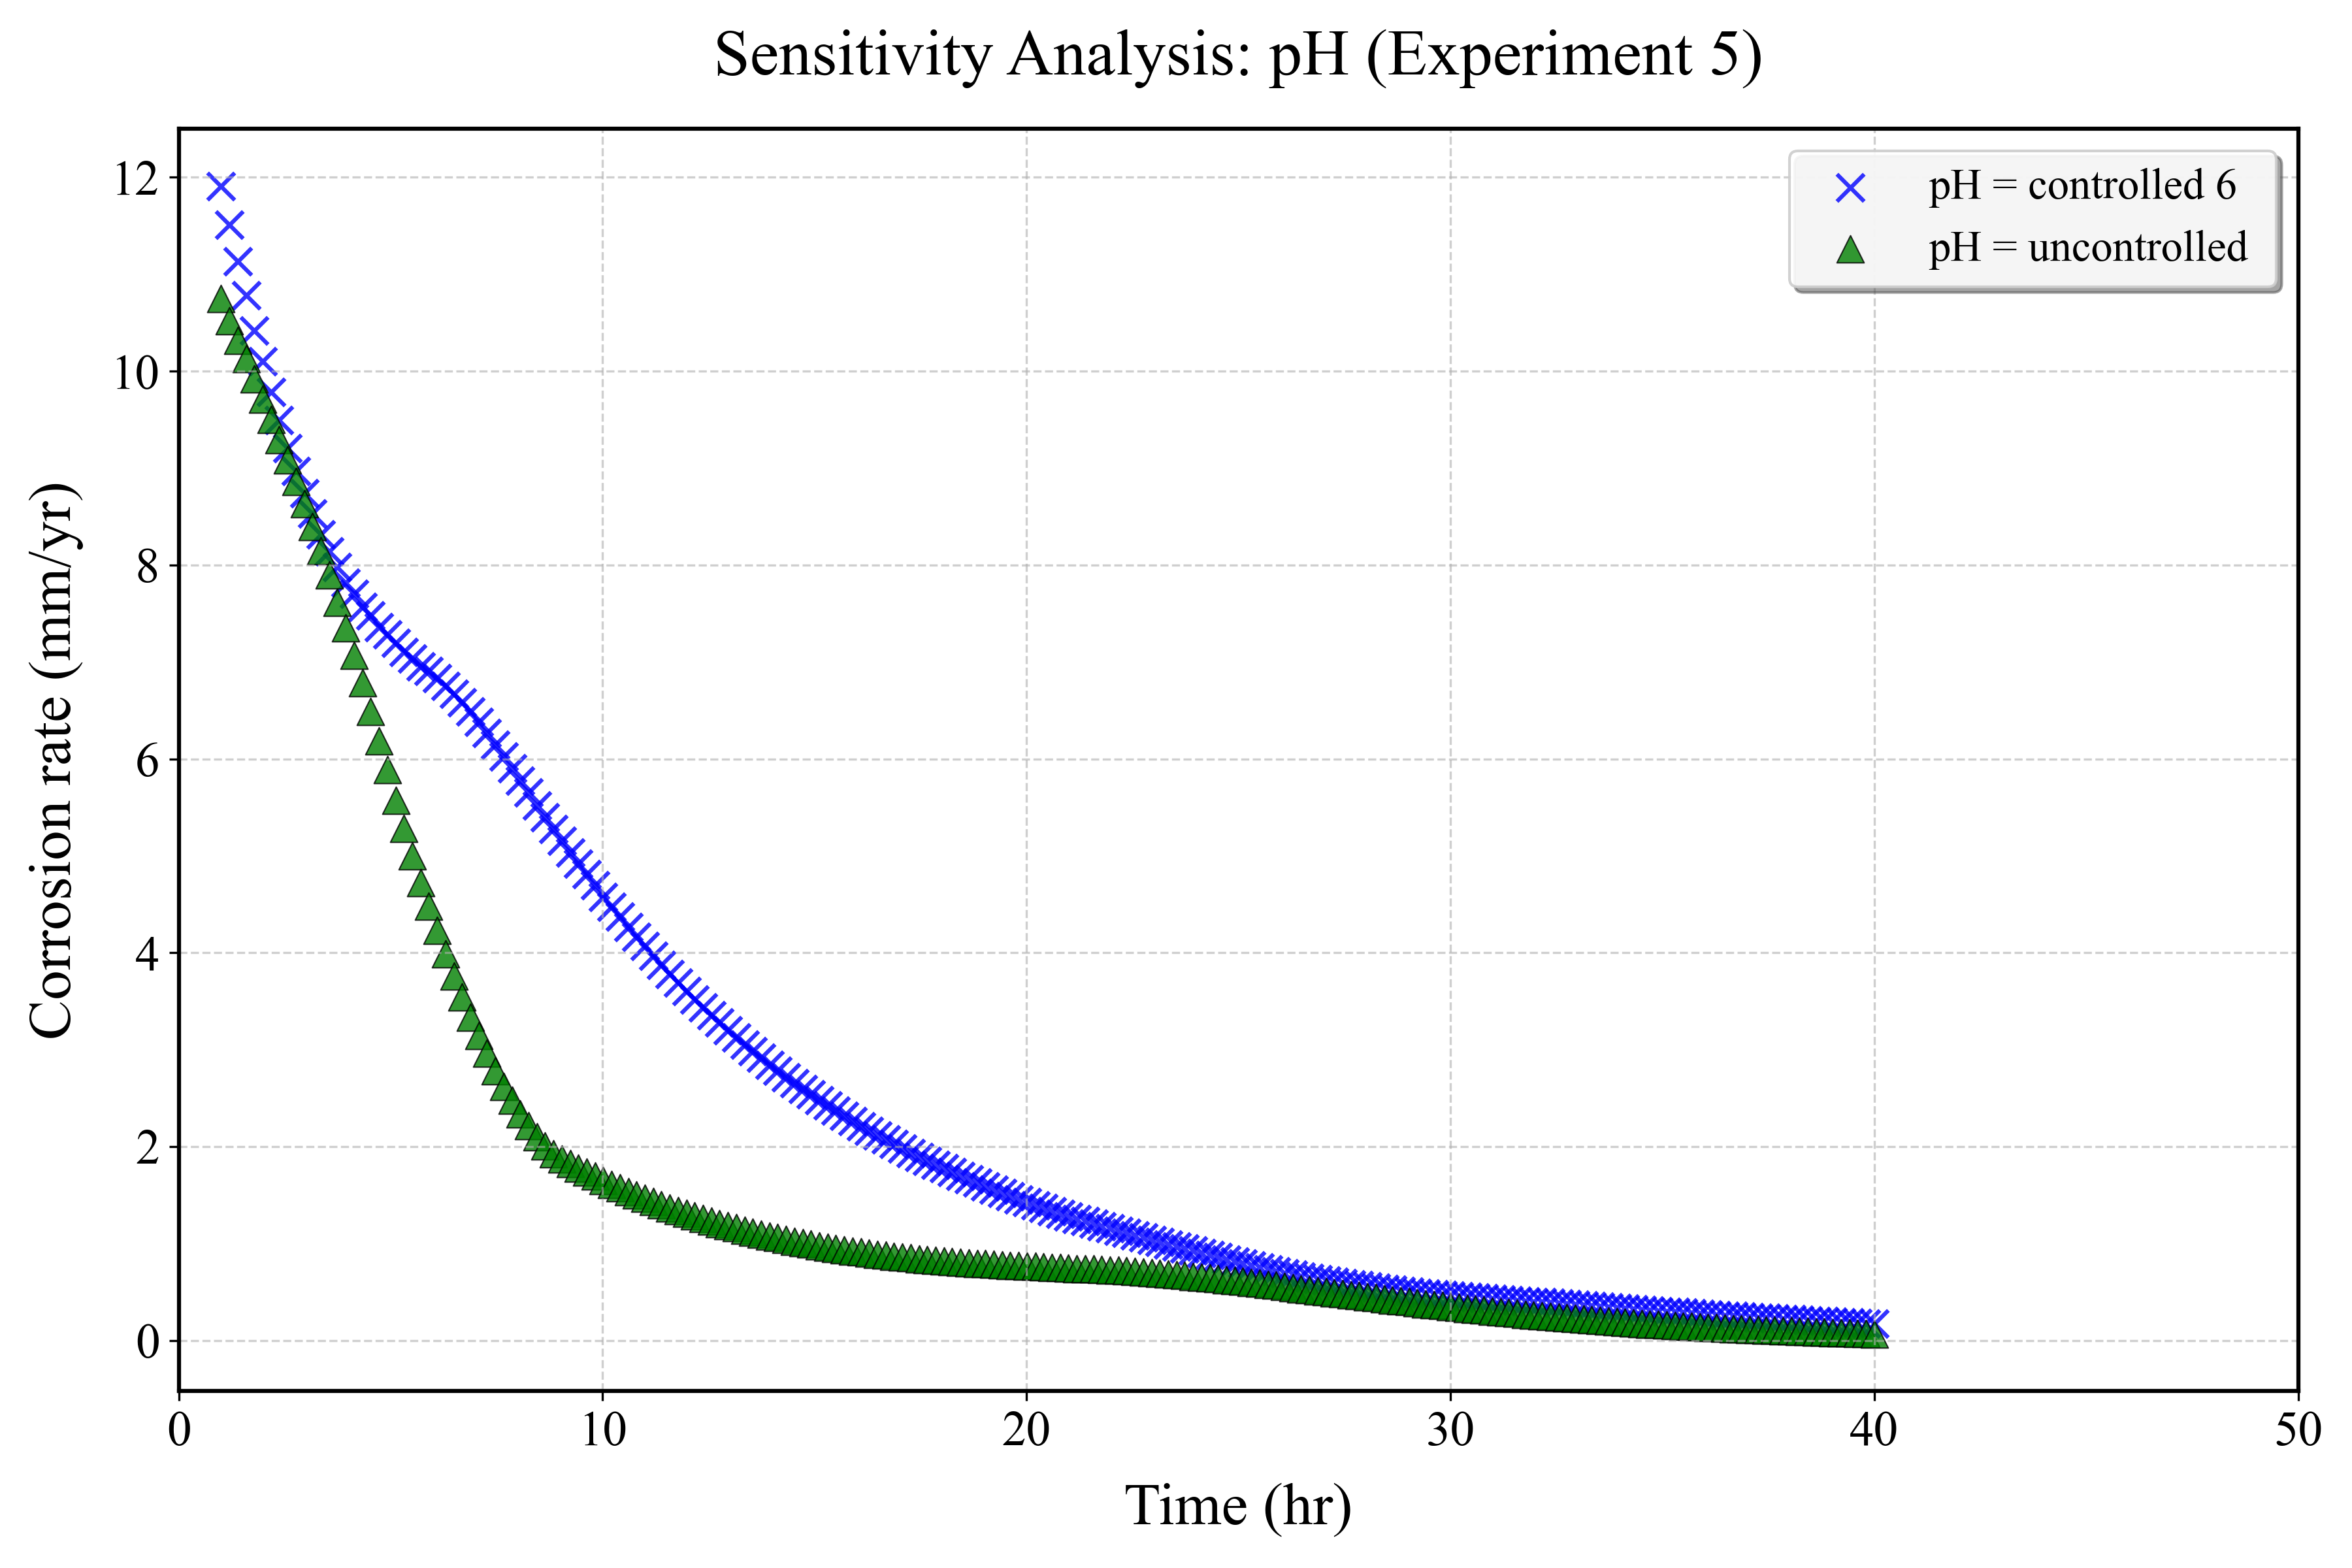 Sensitivity Analysis: pH (Experiment 5)
pH = controlled 6
pH = uncontrolled
Corrosion rate (mm/yr)
12
10
8
6
4
2
0
0 10 20 30 40 50
Time (hr)